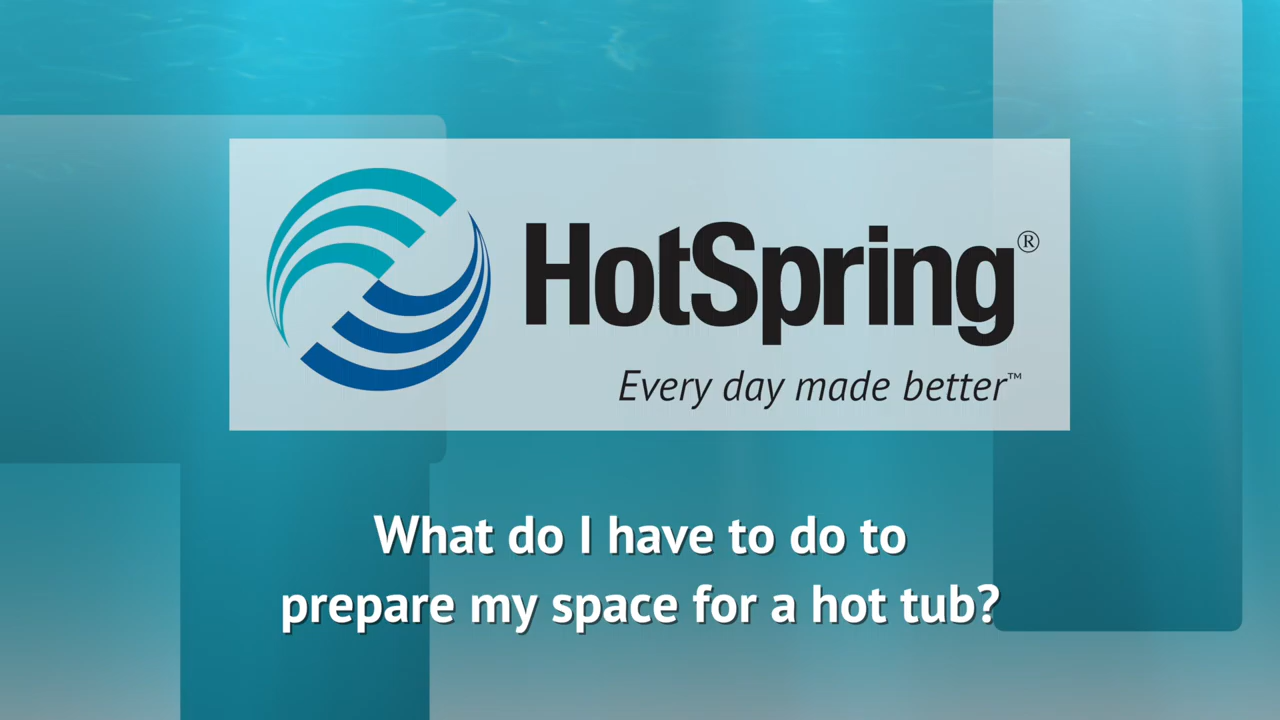 HotSpring®
Every day made better™
What do I have to do to
prepare my space for a hot tub?